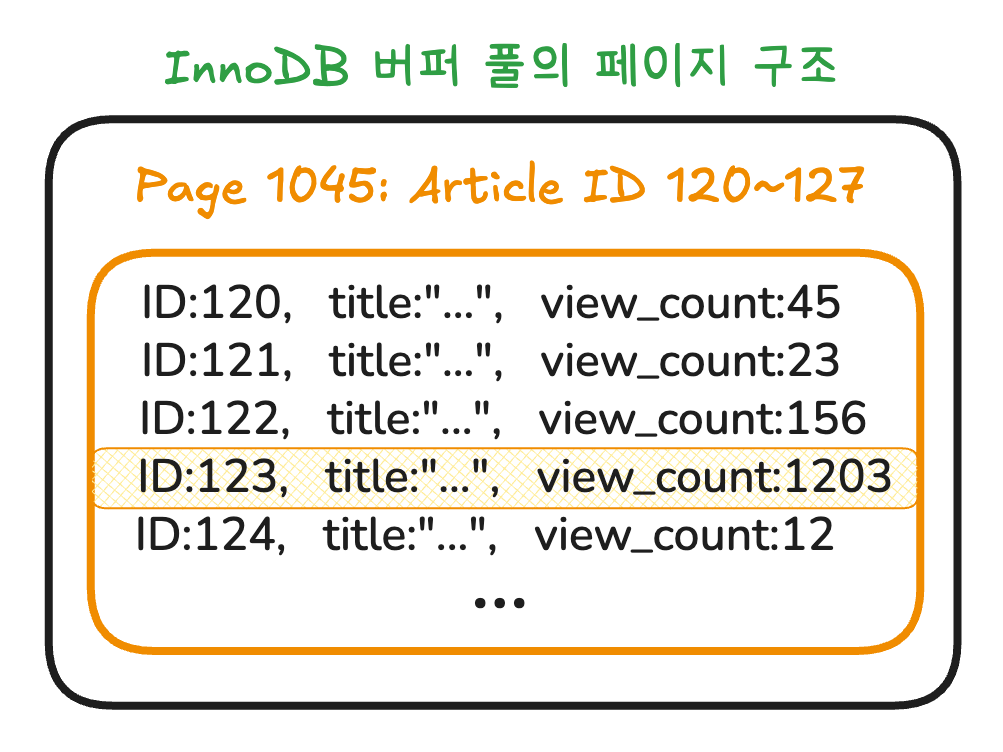 InnoDB 버퍼 풀의 페이지 구조
Page 1045: Article ID 120~127
ID:120, title:"...", view_count:45
ID:121, title:"...", view_count:23
ID:122, title:"...", view_count:156
ID:123, title:"...", view_count:1203
ID:124, title:"...", view_count:12
...